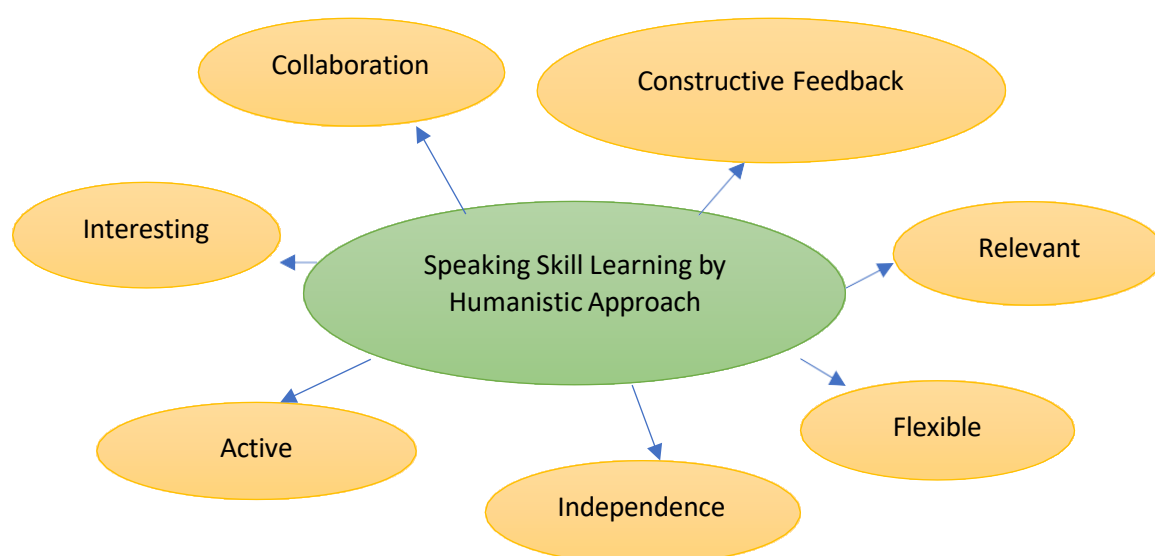 Collaboration
Constructive Feedback
Interesting
Relevant
Speaking Skill Learning by
Humanistic Approach
Flexible
Active
Independence